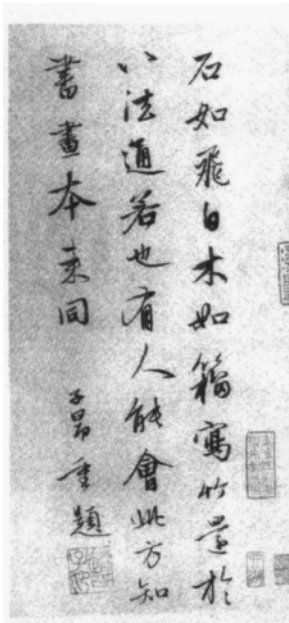 石如飛白木如籀寫竹還於
八法通若也有人能會此方知
書畫本來同
子昂重題